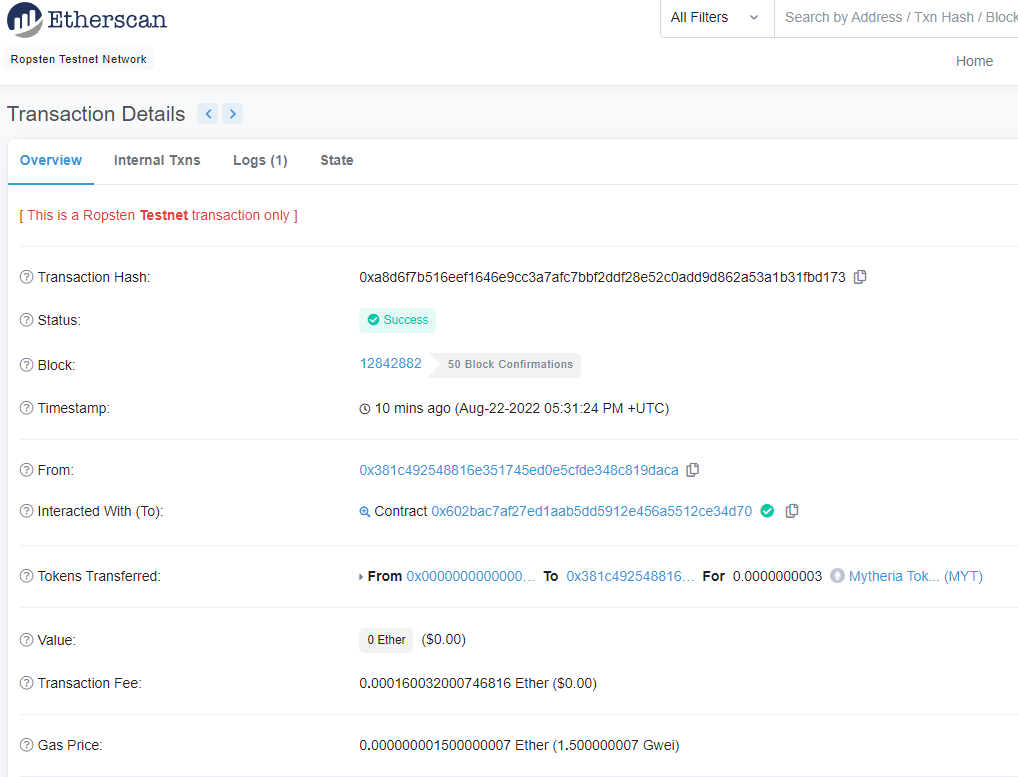 Etherscan
All Filters
Search by Address / Txn Hash / Block
Ropsten Testnet Network
Home
Transaction Details
Overview Internal Txns Logs (1) State
[ This is a Ropsten Testnet transaction only ]
Transaction Hash: 0xa8d6f7b516eef1646e9cc3a7afc7bbf2ddf28e52c0add9d862a53a1b31fbd173
Status: Success
Block: 12842882 50 Block Confirmations
Timestamp: 10 mins ago (Aug-22-2022 05:31:24 PM +UTC)
From: 0x381c492548816e351745ed0e5cfde348c819daca
Interacted With (To): Contract 0x602bac7af27ed1aab5dd5912e456a5512ce34d70
Tokens Transferred: From 0x0000000000000... To 0x381c492548816... For 0.0000000003 Mytheria Tok... (MYT)
Value: 0 Ether ($0.00)
Transaction Fee: 0.000160032000746816 Ether ($0.00)
Gas Price: 0.000000001500000007 Ether (1.500000007 Gwei)